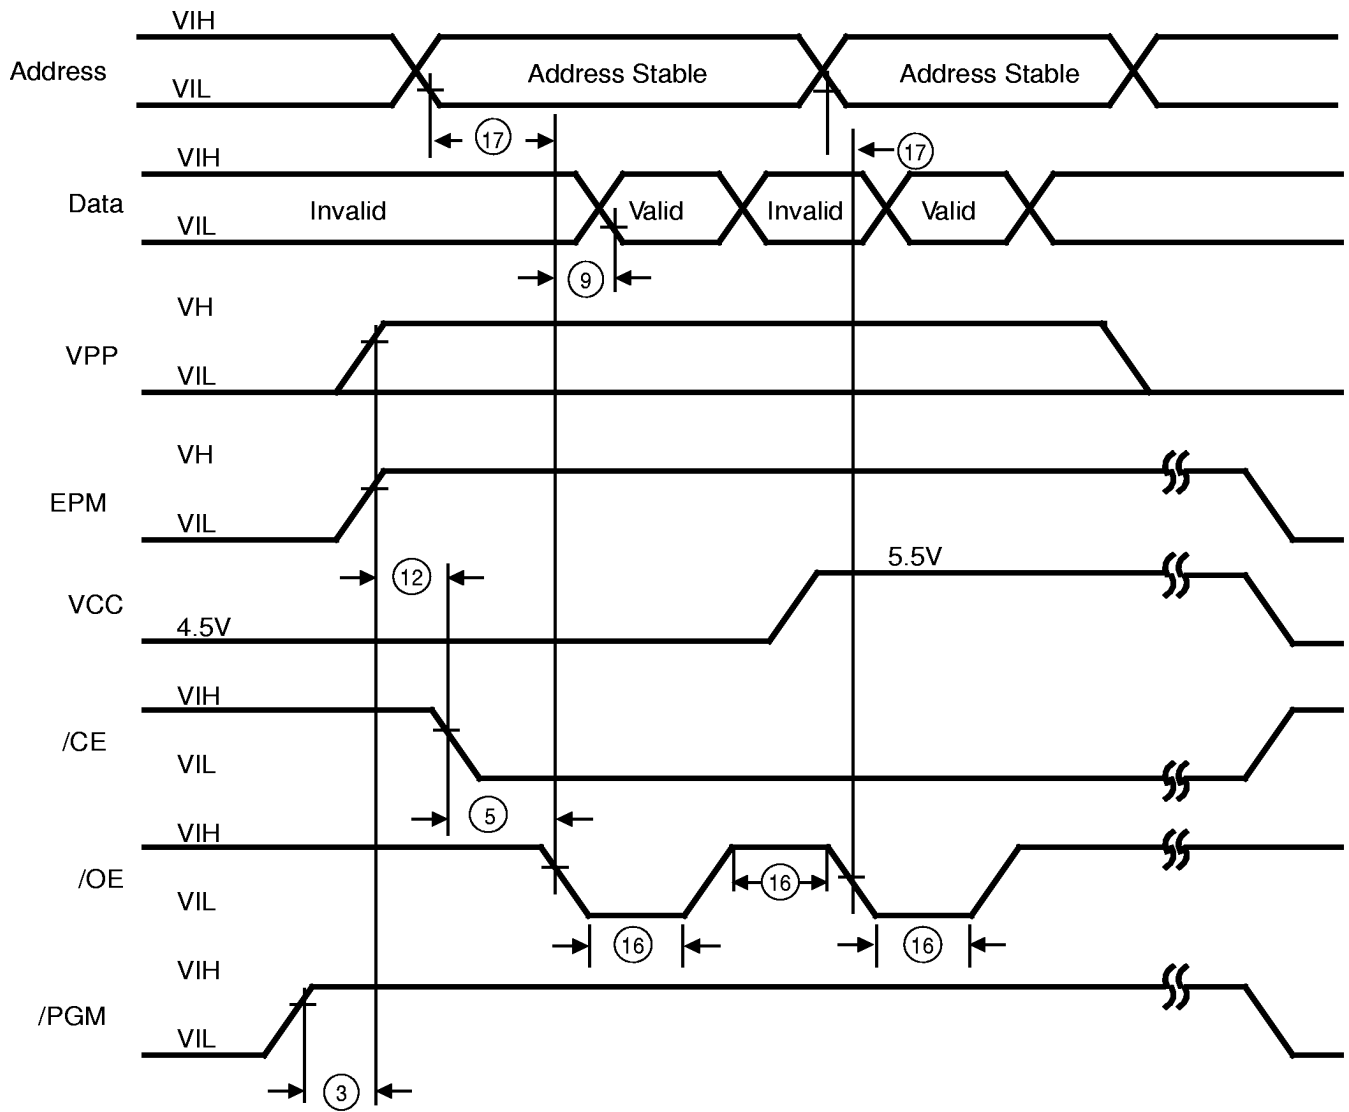 VIH
Address
VIL
Address Stable
Address Stable
17
17
VIH
Data
VIL
Invalid
Valid
Invalid
Valid
9
VH
VPP
VIL
VH
EPM
VIL
12
5.5V
VCC
4.5V
VIH
/CE
VIL
5
VIH
/OE
VIL
16
16
16
VIH
/PGM
VIL
3